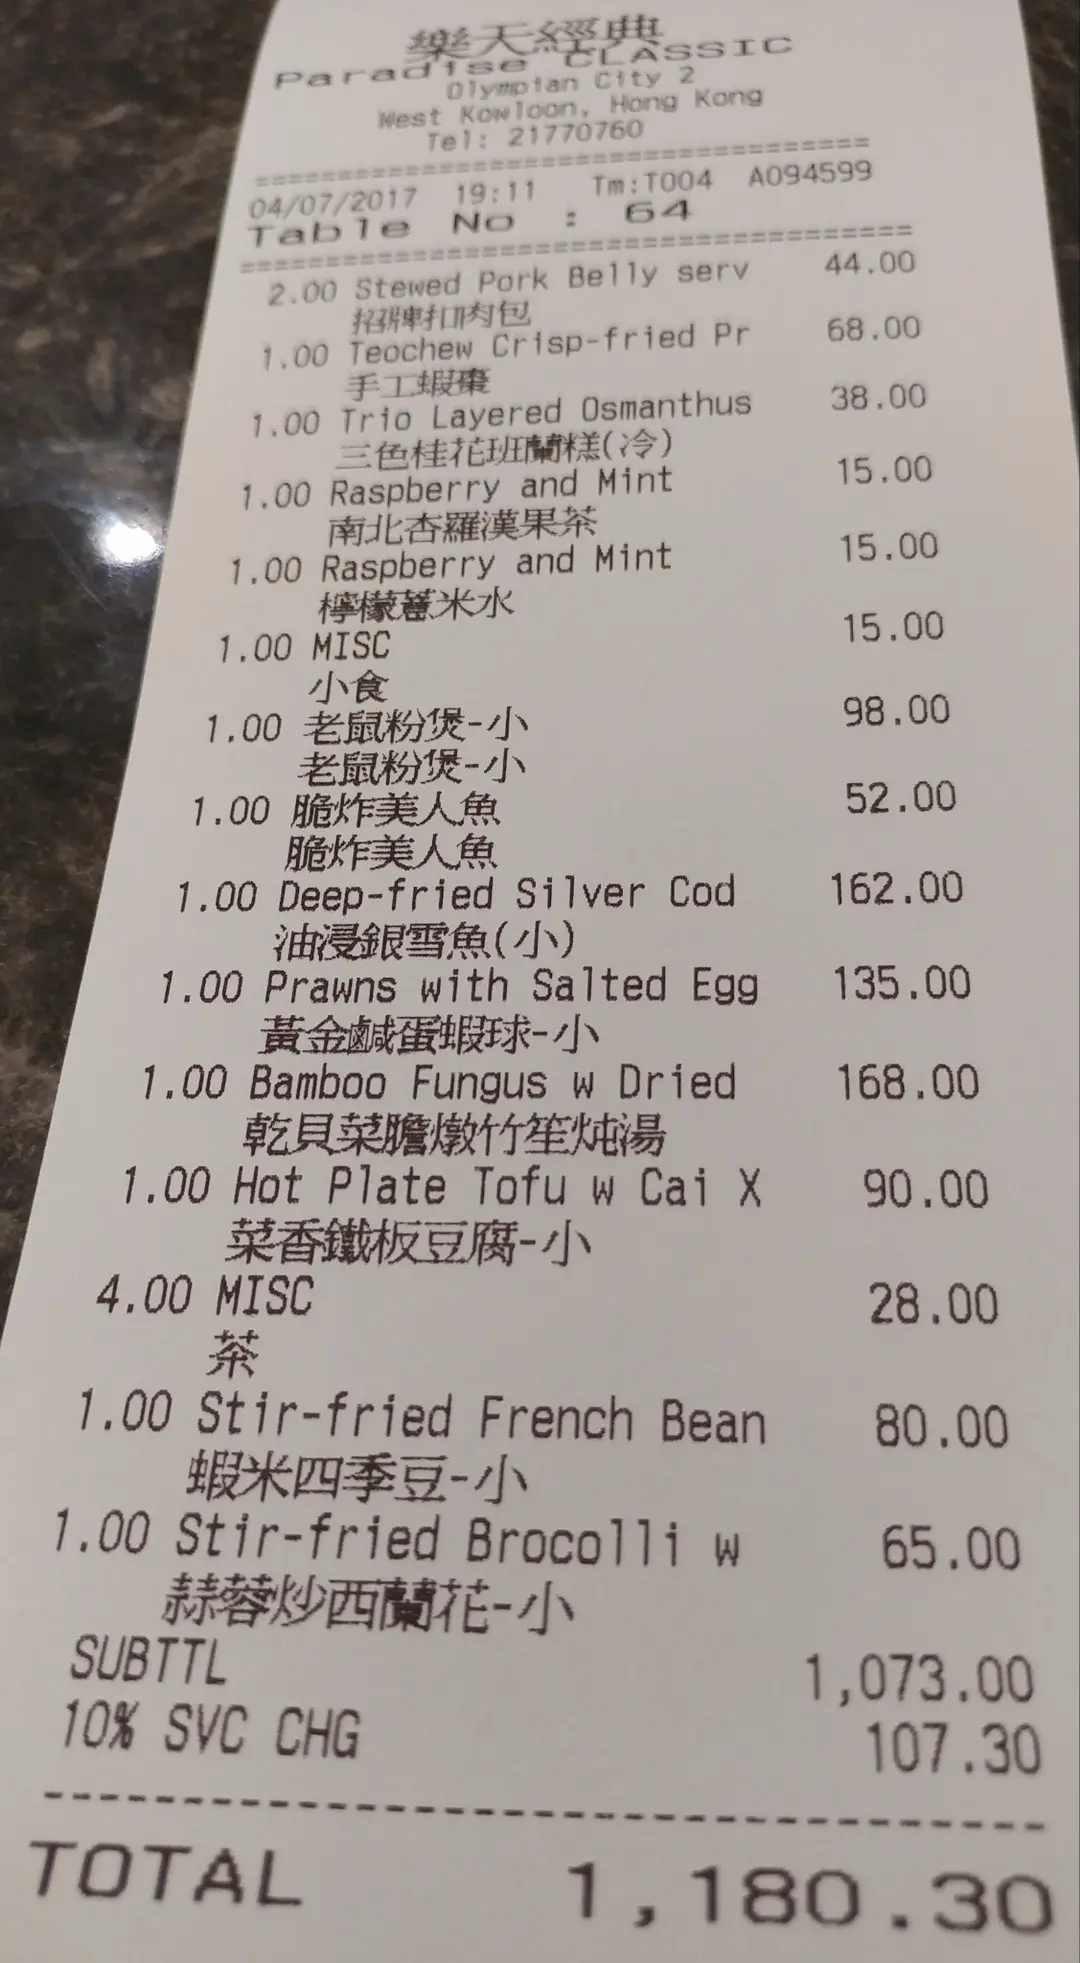 樂天經典
Paradise CLASSIC
Olympian City 2
West Kowloon, Hong Kong
Tel: 21770760
==================================
04/07/2017 19:11 Tm:T004 A094599
Table No : 64
==================================
2.00 Stewed Pork Belly serv 44.00
招牌扣肉包
1.00 Teochew Crisp-fried Pr 68.00
手工蝦棗
1.00 Trio Layered Osmanthus 38.00
三色桂花班蘭糕(冷)
1.00 Raspberry and Mint 15.00
南北杏羅漢果茶
1.00 Raspberry and Mint 15.00
檸檬薏米水
1.00 MISC 15.00
小食
1.00 老鼠粉煲-小 98.00
老鼠粉煲-小
1.00 脆炸美人魚 52.00
脆炸美人魚
1.00 Deep-fried Silver Cod 162.00
油浸銀雪魚(小)
1.00 Prawns with Salted Egg 135.00
黃金鹹蛋蝦球-小
1.00 Bamboo Fungus w Dried 168.00
乾貝菜膽燉竹笙炖湯
1.00 Hot Plate Tofu w Cai X 90.00
菜香鐵板豆腐-小
4.00 MISC 28.00
茶
1.00 Stir-fried French Bean 80.00
蝦米四季豆-小
1.00 Stir-fried Brocolli w 65.00
蒜蓉炒西蘭花-小
SUBTTL 1,073.00
10% SVC CHG 107.30
----------------------------------
TOTAL 1,180.30